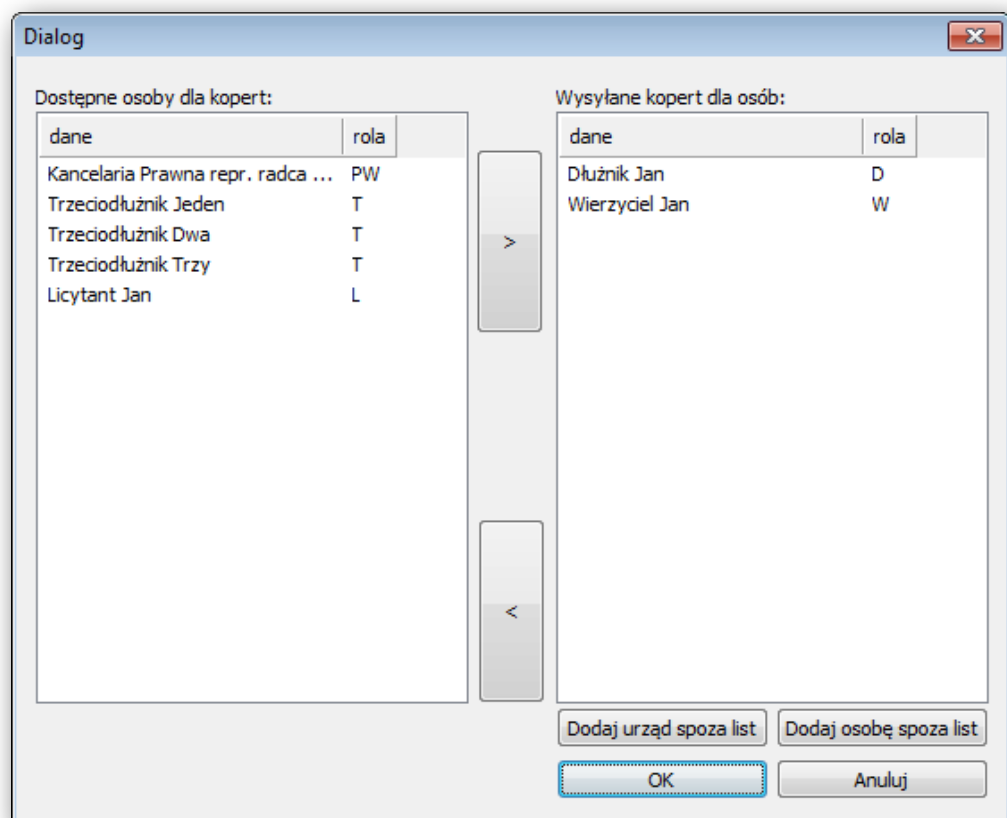 Dialog
Dostępne osoby dla kopert:
dane rola
Kancelaria Prawna repr. radca ... PW
Trzeciodłużnik Jeden T
Trzeciodłużnik Dwa T
Trzeciodłużnik Trzy T
Licytant Jan L
>
<
Wysyłane kopert dla osób:
dane rola
Dłużnik Jan D
Wierzyciel Jan W
Dodaj urząd spoza list Dodaj osobę spoza list
OK Anuluj